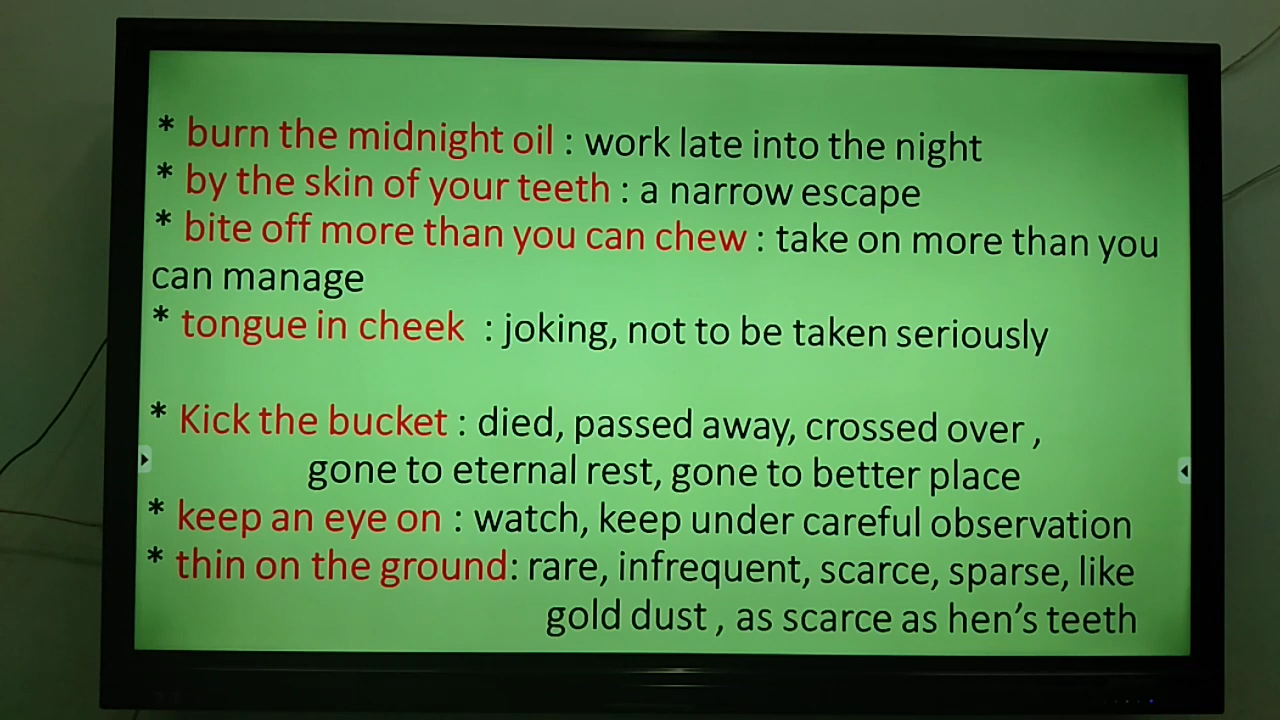 * burn the midnight oil : work late into the night
* by the skin of your teeth : a narrow escape
* bite off more than you can chew : take on more than you
can manage
* tongue in cheek : joking, not to be taken seriously
* Kick the bucket : died, passed away, crossed over ,
gone to eternal rest, gone to better place
* keep an eye on : watch, keep under careful observation
* thin on the ground: rare, infrequent, scarce, sparse, like
gold dust , as scarce as hen's teeth